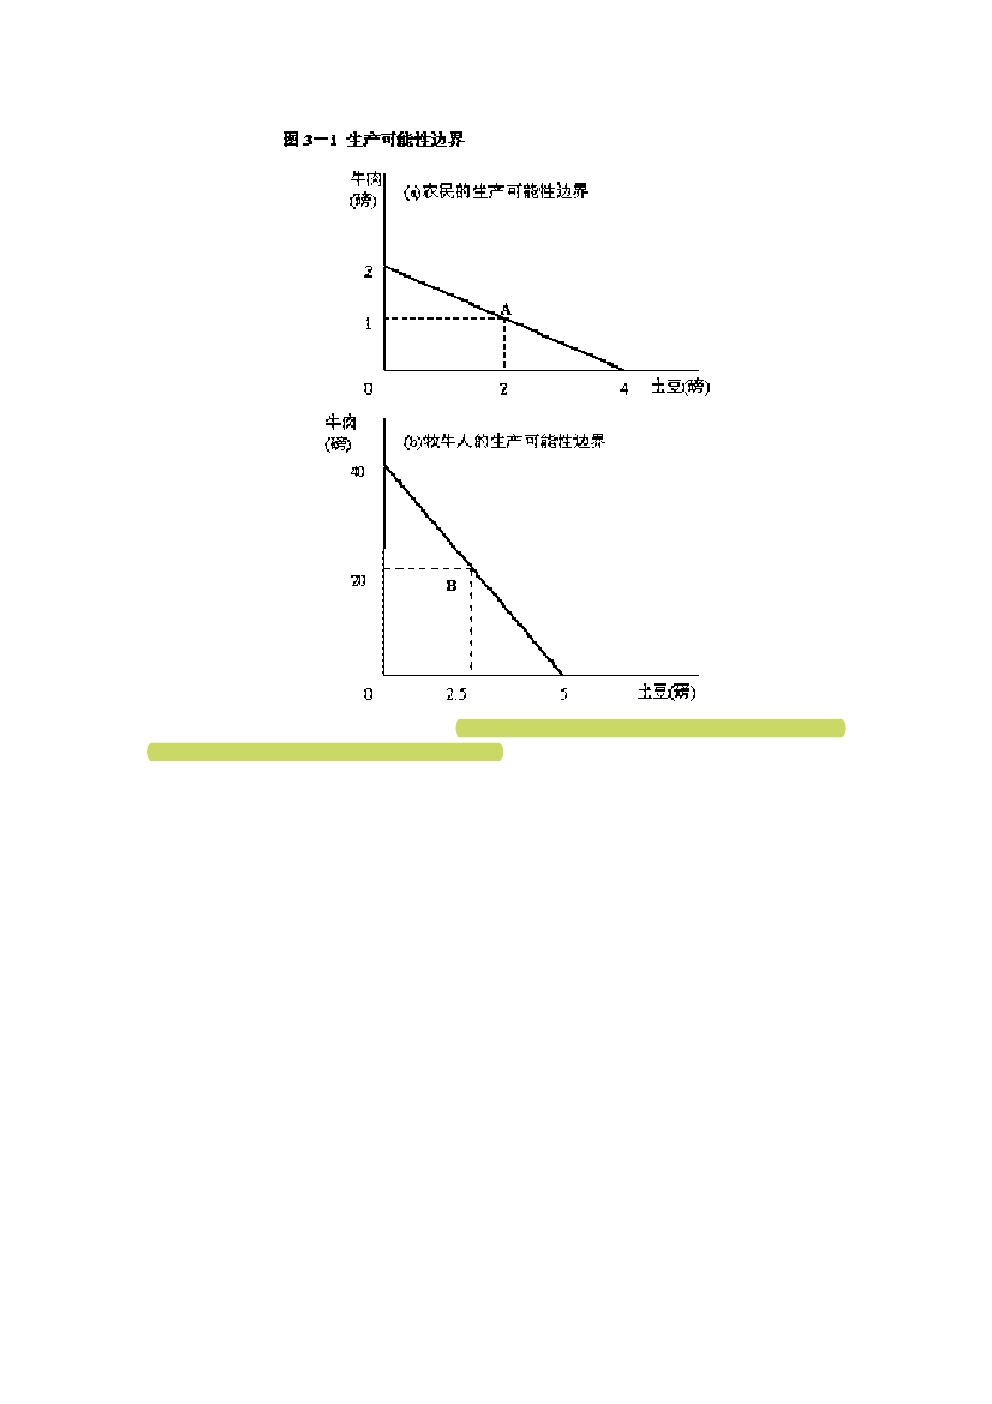 图 3－1 生产可能性边界
牛肉
(磅)
(a)农民的生产可能性边界
2
A
1
0
2
4
土豆(磅)
牛肉
(磅)
(b)牧牛人的生产可能性边界
40
20
B
0
2.5
5
土豆(磅)